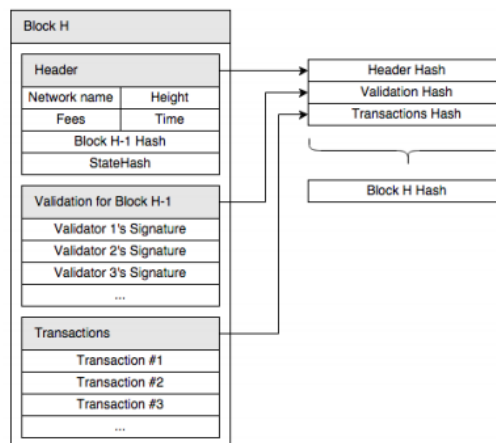 Block H
Header
Network name Height
Fees Time
Block H-1 Hash
StateHash
Validation for Block H-1
Validator 1's Signature
Validator 2's Signature
Validator 3's Signature
...
Transactions
Transaction #1
Transaction #2
Transaction #3
...
Header Hash
Validation Hash
Transactions Hash
Block H Hash